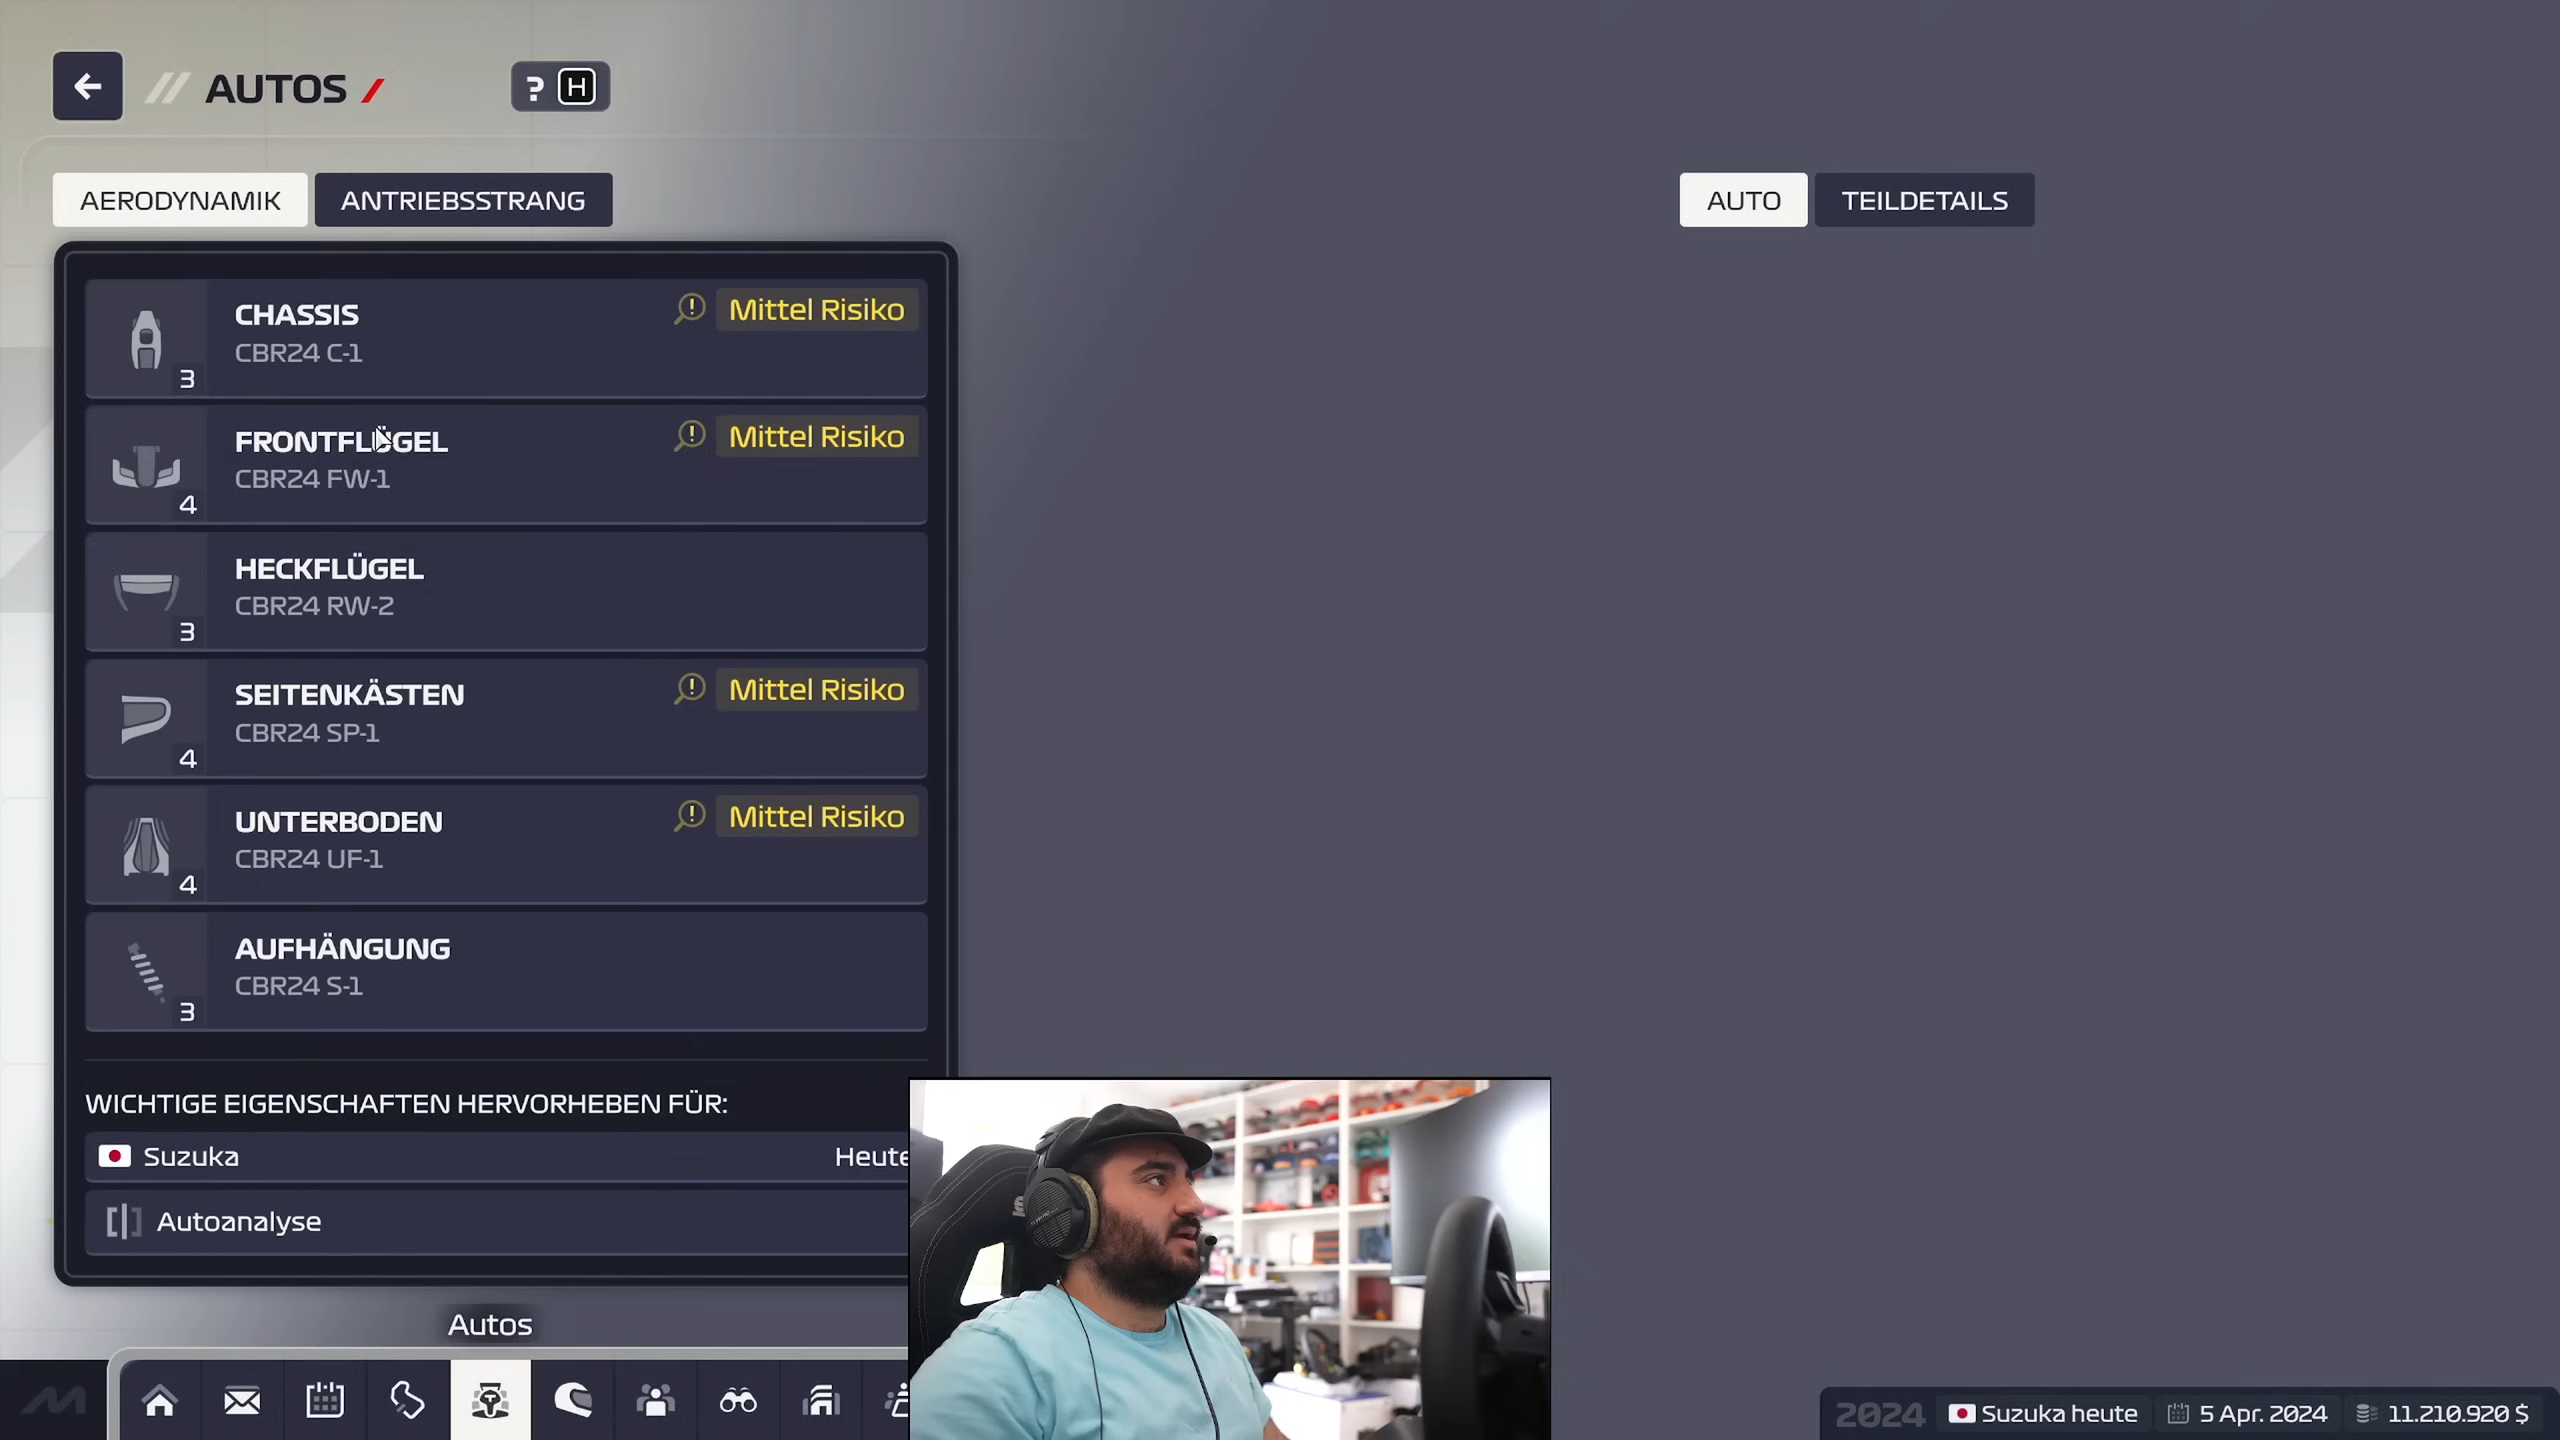 AUTOS
? H
AERODYNAMIK
ANTRIEBSSTRANG
AUTO
TEILDETAILS
CHASSIS
Mittel Risiko
CBR24 C-1
3
FRONTFLÜGEL
Mittel Risiko
CBR24 FW-1
4
HECKFLÜGEL
CBR24 RW-2
3
SEITENKÄSTEN
Mittel Risiko
CBR24 SP-1
4
UNTERBODEN
Mittel Risiko
CBR24 UF-1
4
AUFHÄNGUNG
CBR24 S-1
3
WICHTIGE EIGENSCHAFTEN HERVORHEBEN FÜR:
Suzuka Heute
Autoanalyse
Autos
2024 Suzuka heute 5 Apr. 2024 11.210.920 $